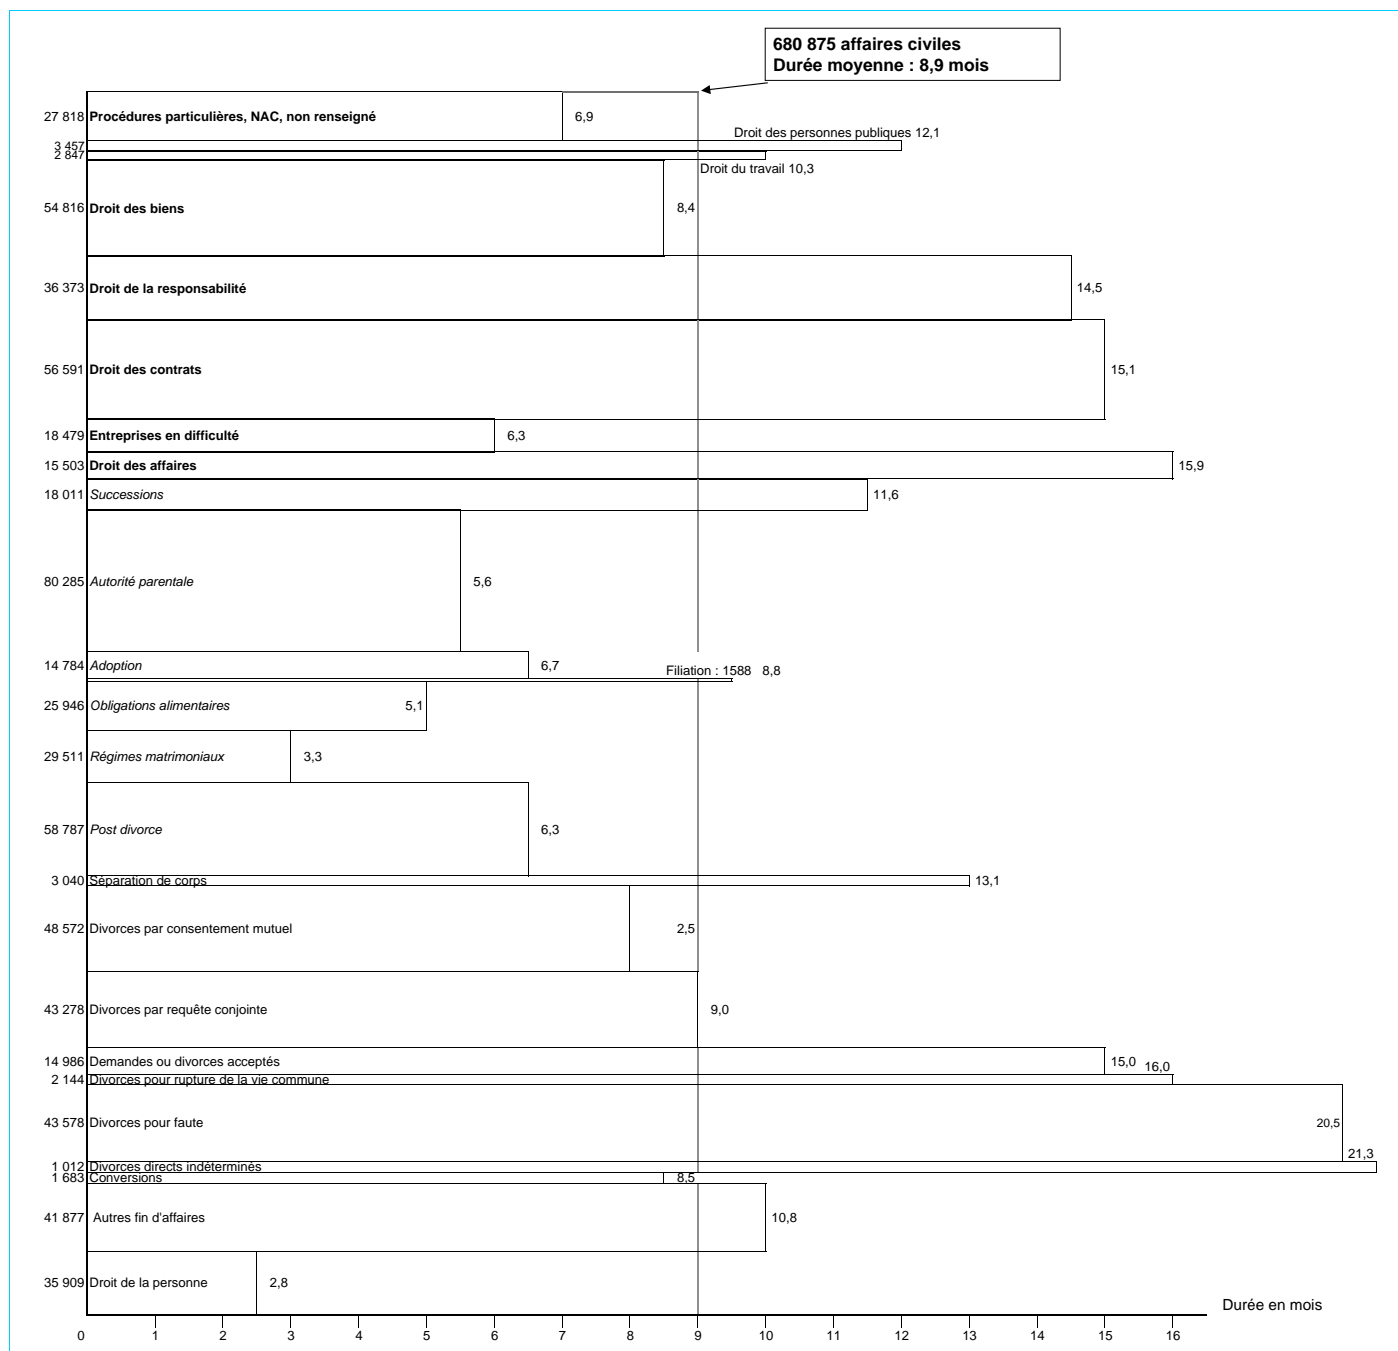 680 875 affaires civiles
Durée moyenne : 8,9 mois
27 818 Procédures particulières, NAC, non renseigné 6,9
Droit des personnes publiques 12,1
3 457
2 847
Droit du travail 10,3
54 816 Droit des biens 8,4
36 373 Droit de la responsabilité 14,5
56 591 Droit des contrats 15,1
18 479 Entreprises en difficulté 6,3
15 503 Droit des affaires 15,9
18 011 Successions 11,6
80 285 Autorité parentale 5,6
14 784 Adoption 6,7
Filiation : 1588 8,8
25 946 Obligations alimentaires 5,1
29 511 Régimes matrimoniaux 3,3
58 787 Post divorce 6,3
3 040 Séparation de corps 13,1
48 572 Divorces par consentement mutuel 2,5
43 278 Divorces par requête conjointe 9,0
14 986 Demandes ou divorces acceptés 15,0
16,0
2 144 Divorces pour rupture de la vie commune
43 578 Divorces pour faute 20,5
21,3
1 012 Divorces directs indéterminés
1 683 Conversions 8,5
41 877 Autres fin d'affaires 10,8
35 909 Droit de la personne 2,8
Durée en mois
0 1 2 3 4 5 6 7 8 9 10 11 12 13 14 15 16